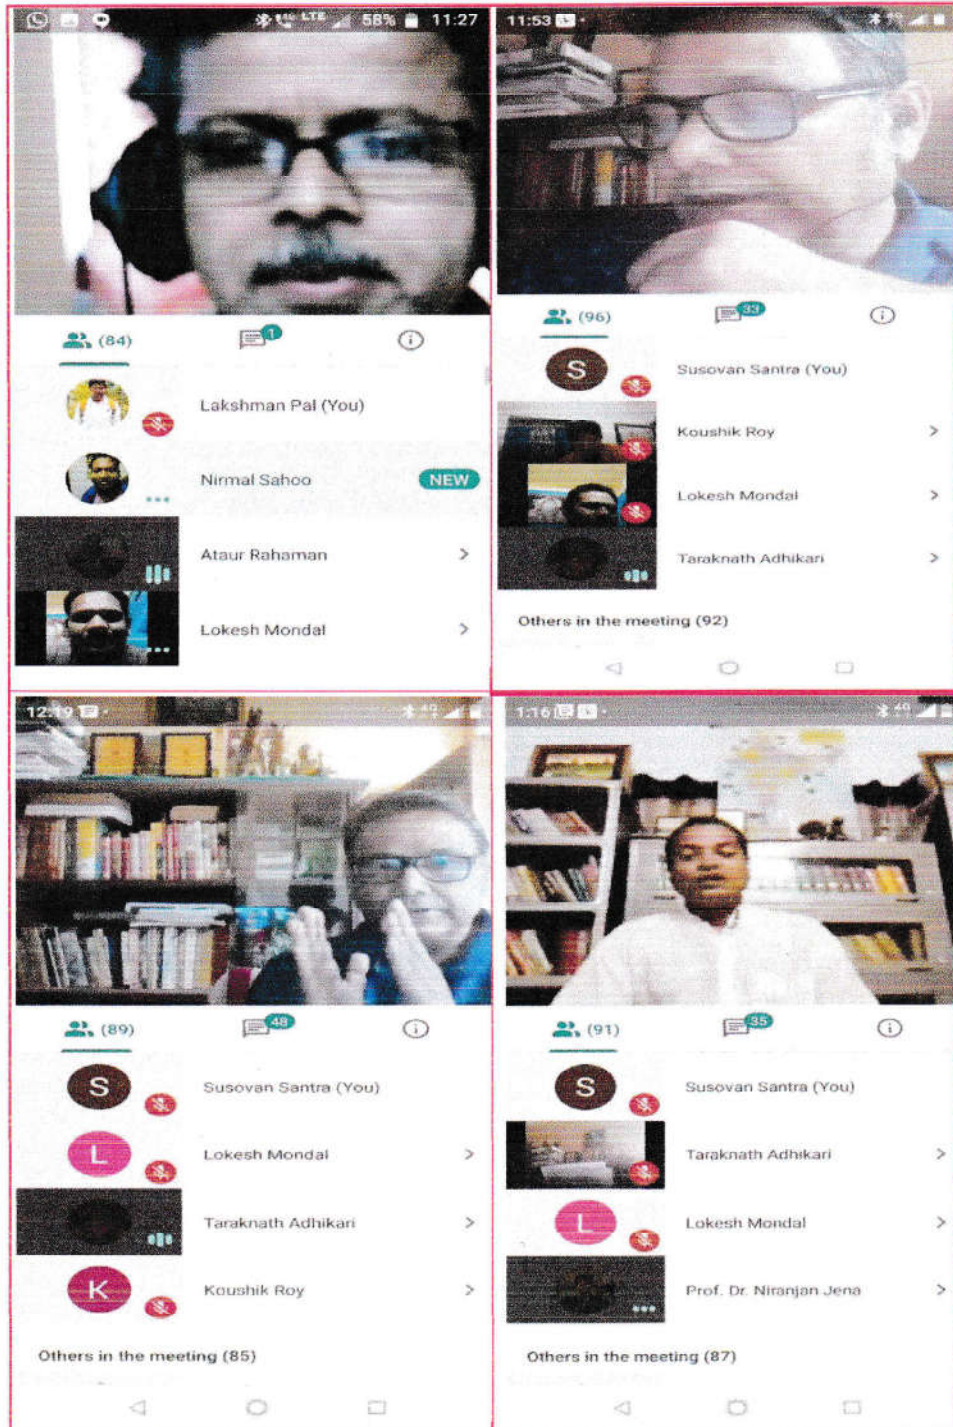 58% 11:27
(84)
1
Lakshman Pal (You)
Nirmal Sahoo NEW
Ataur Rahaman
Lokesh Mondal
11:53
(96)
33
S
Susovan Santra (You)
Koushik Roy
Lokesh Mondal
Taraknath Adhikari
Others in the meeting (92)
12:19
(89)
48
S
Susovan Santra (You)
L
Lokesh Mondal
Taraknath Adhikari
K
Koushik Roy
Others in the meeting (85)
1:16
4G
(91)
35
S
Susovan Santra (You)
Taraknath Adhikari
L
Lokesh Mondal
Prof. Dr. Niranjan Jena
Others in the meeting (87)